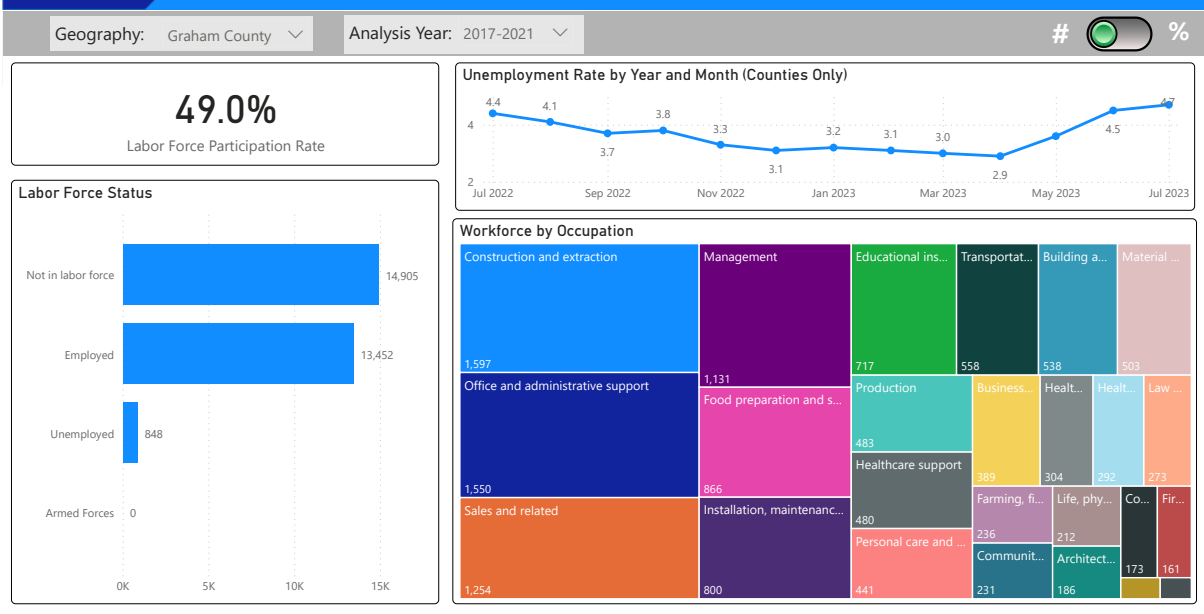 Geography: Graham County
Analysis Year: 2017-2021
# %
49.0%
Labor Force Participation Rate
Unemployment Rate by Year and Month (Counties Only)
4
2
4.4 4.1 3.7 3.8 3.3 3.1 3.2 3.1 3.0 2.9 4.5 4.7
Jul 2022 Sep 2022 Nov 2022 Jan 2023 Mar 2023 May 2023 Jul 2023
Labor Force Status
Not in labor force 14,905
Employed 13,452
Unemployed 848
Armed Forces 0
0K 5K 10K 15K
Workforce by Occupation
Construction and extraction
1,597
Office and administrative support
1,550
Sales and related
1,254
Management
1,131
Food preparation and s...
866
Installation, maintenanc...
800
Educational ins...
717
Transportat...
558
Building a...
538
Material ...
503
Production
483
Healthcare support
480
Personal care and ...
441
Business...
389
Healt...
304
Healt...
292
Law ...
273
Farming, fi...
236
Communit...
231
Life, phy...
212
Architect...
186
Co...
173
Fir...
161